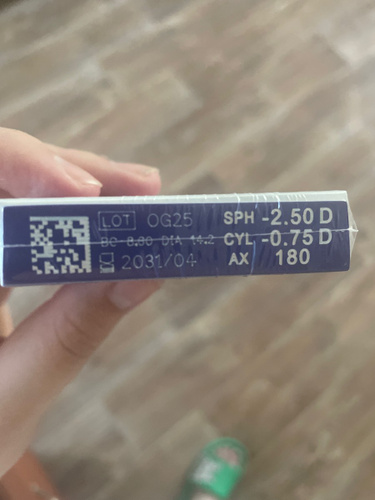 LOT OG25 SPH -2.50 D
BC 8.80 DIA 14.2 CYL -0.75 D
2031/04 AX 180